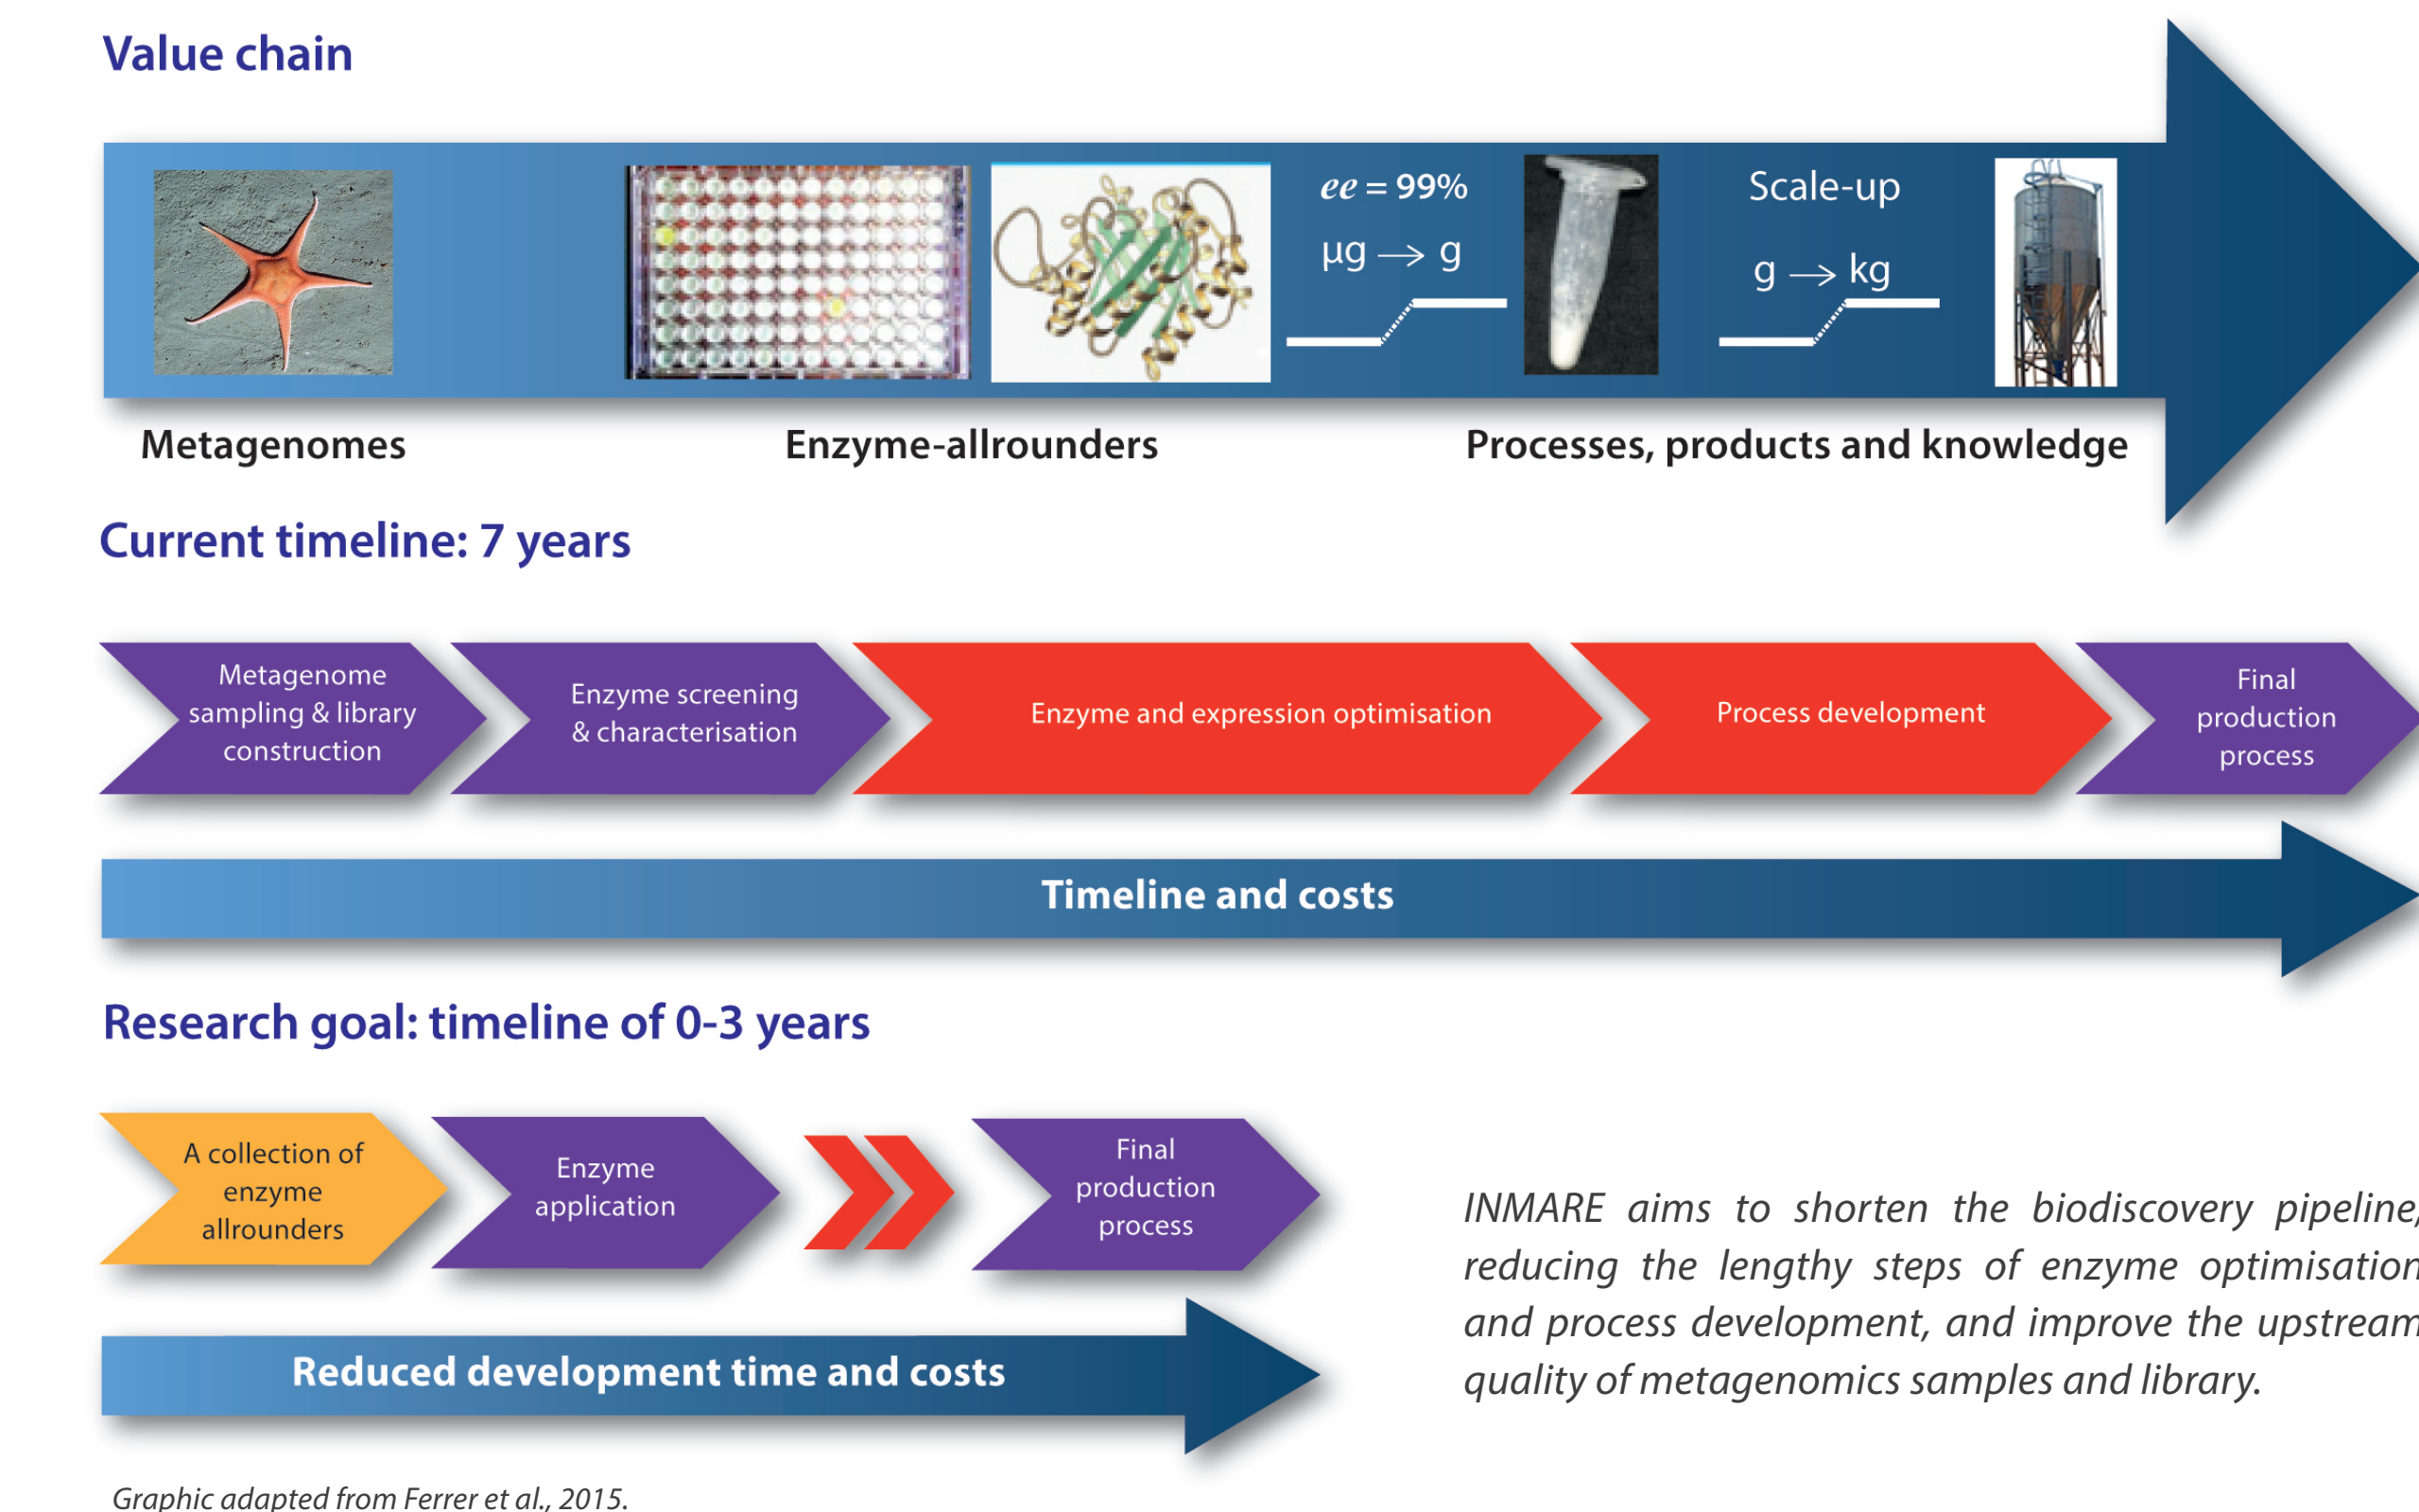 Value chain
ee = 99%
µg → g
Scale-up
g → kg
Metagenomes
Enzyme-allrounders
Processes, products and knowledge
Current timeline: 7 years
Metagenome
sampling & library
construction
Enzyme screening
& characterisation
Enzyme and expression optimisation
Process development
Final
production
process
Timeline and costs
Research goal: timeline of 0-3 years
A collection of
enzyme
allrounders
Enzyme
application
Final
production
process
Reduced development time and costs
INMARE aims to shorten the biodiscovery pipeline,
reducing the lengthy steps of enzyme optimisation
and process development, and improve the upstream
quality of metagenomics samples and library.
Graphic adapted from Ferrer et al., 2015.